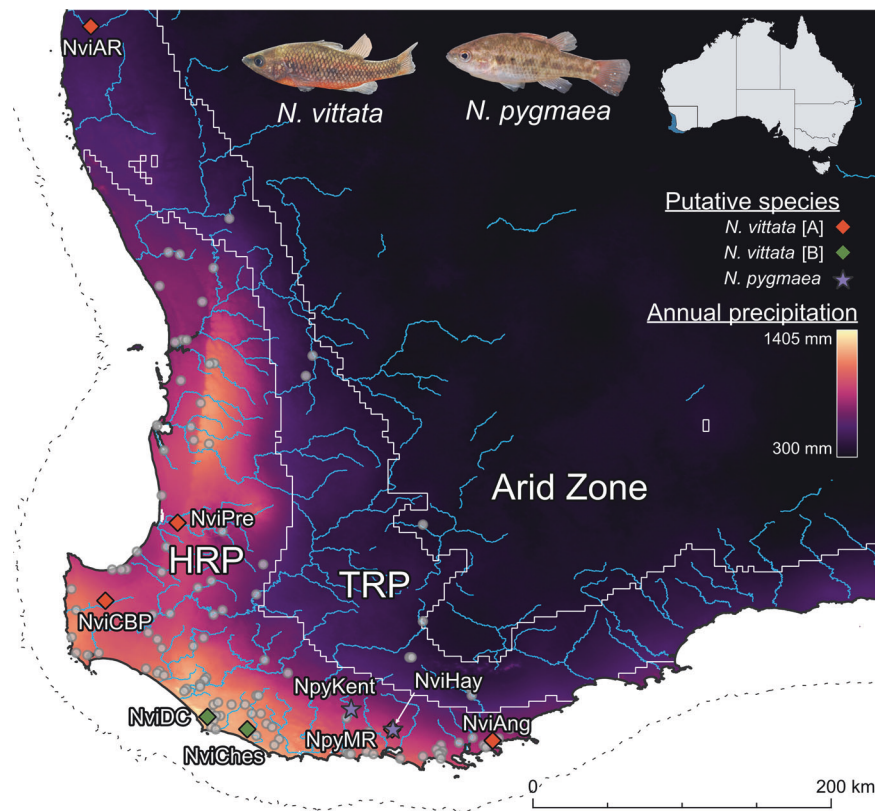 NviAR
N. vittata
N. pygmaea
Putative species
N. vittata [A]
N. vittata [B]
N. pygmaea
Annual precipitation
1405 mm
300 mm
Arid Zone
NviPre
HRP
TRP
NviCBP
NpyKent
NviHay
NviDC
NpyMR
NviAng
NviChes
0
200 km